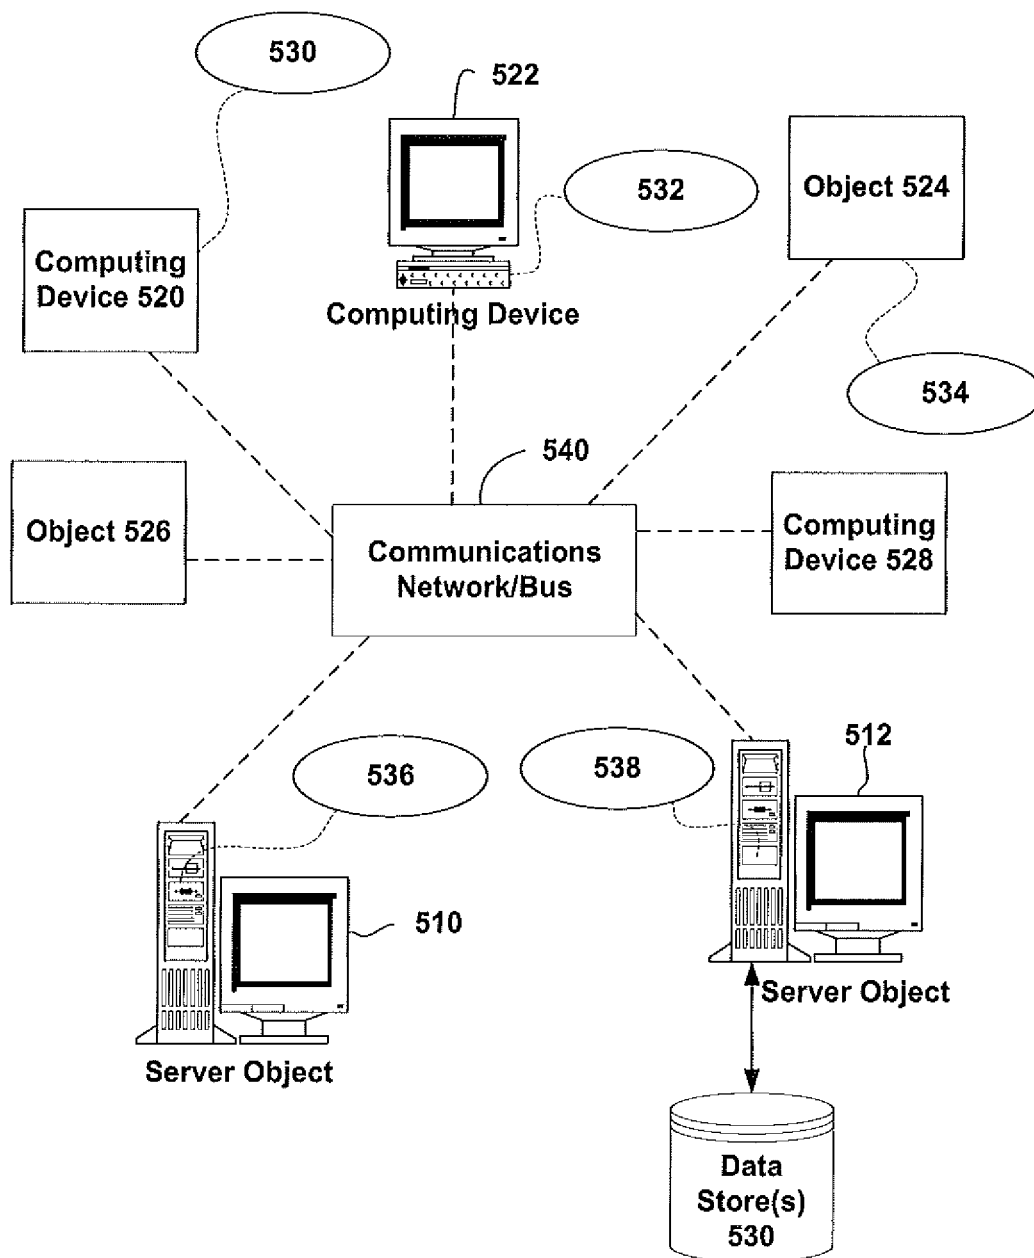 530
522
532
Object 524
Computing
Device 520
Computing Device
534
540
Object 526
Communications
Network/Bus
Computing
Device 528
536
538
512
510
Server Object
Server Object
Data
Store(s)
530